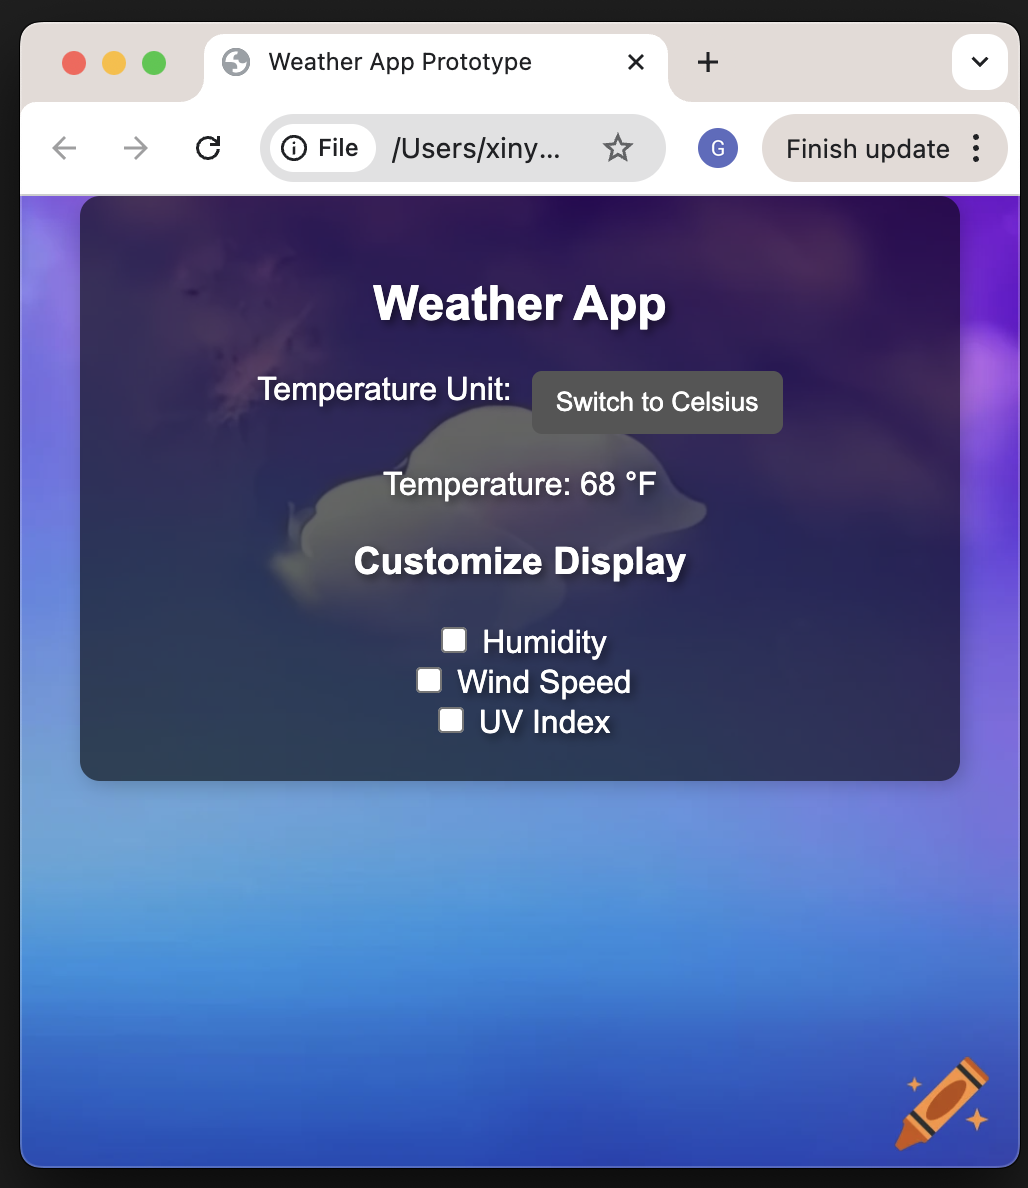 Weather App Prototype
File /Users/xiny... G Finish update
Weather App
Temperature Unit: Switch to Celsius
Temperature: 68 °F
Customize Display
Humidity
Wind Speed
UV Index